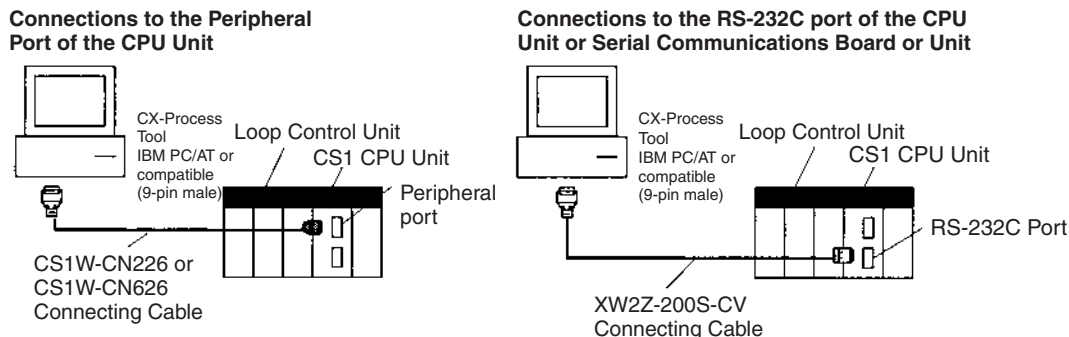 Connections to the Peripheral
Port of the CPU Unit
CX-Process
Tool
IBM PC/AT or
compatible
(9-pin male)
Loop Control Unit
CS1 CPU Unit
Peripheral
port
CS1W-CN226 or
CS1W-CN626
Connecting Cable
Connections to the RS-232C port of the CPU
Unit or Serial Communications Board or Unit
CX-Process
Tool
IBM PC/AT or
compatible
(9-pin male)
Loop Control Unit
CS1 CPU Unit
RS-232C Port
XW2Z-200S-CV
Connecting Cable